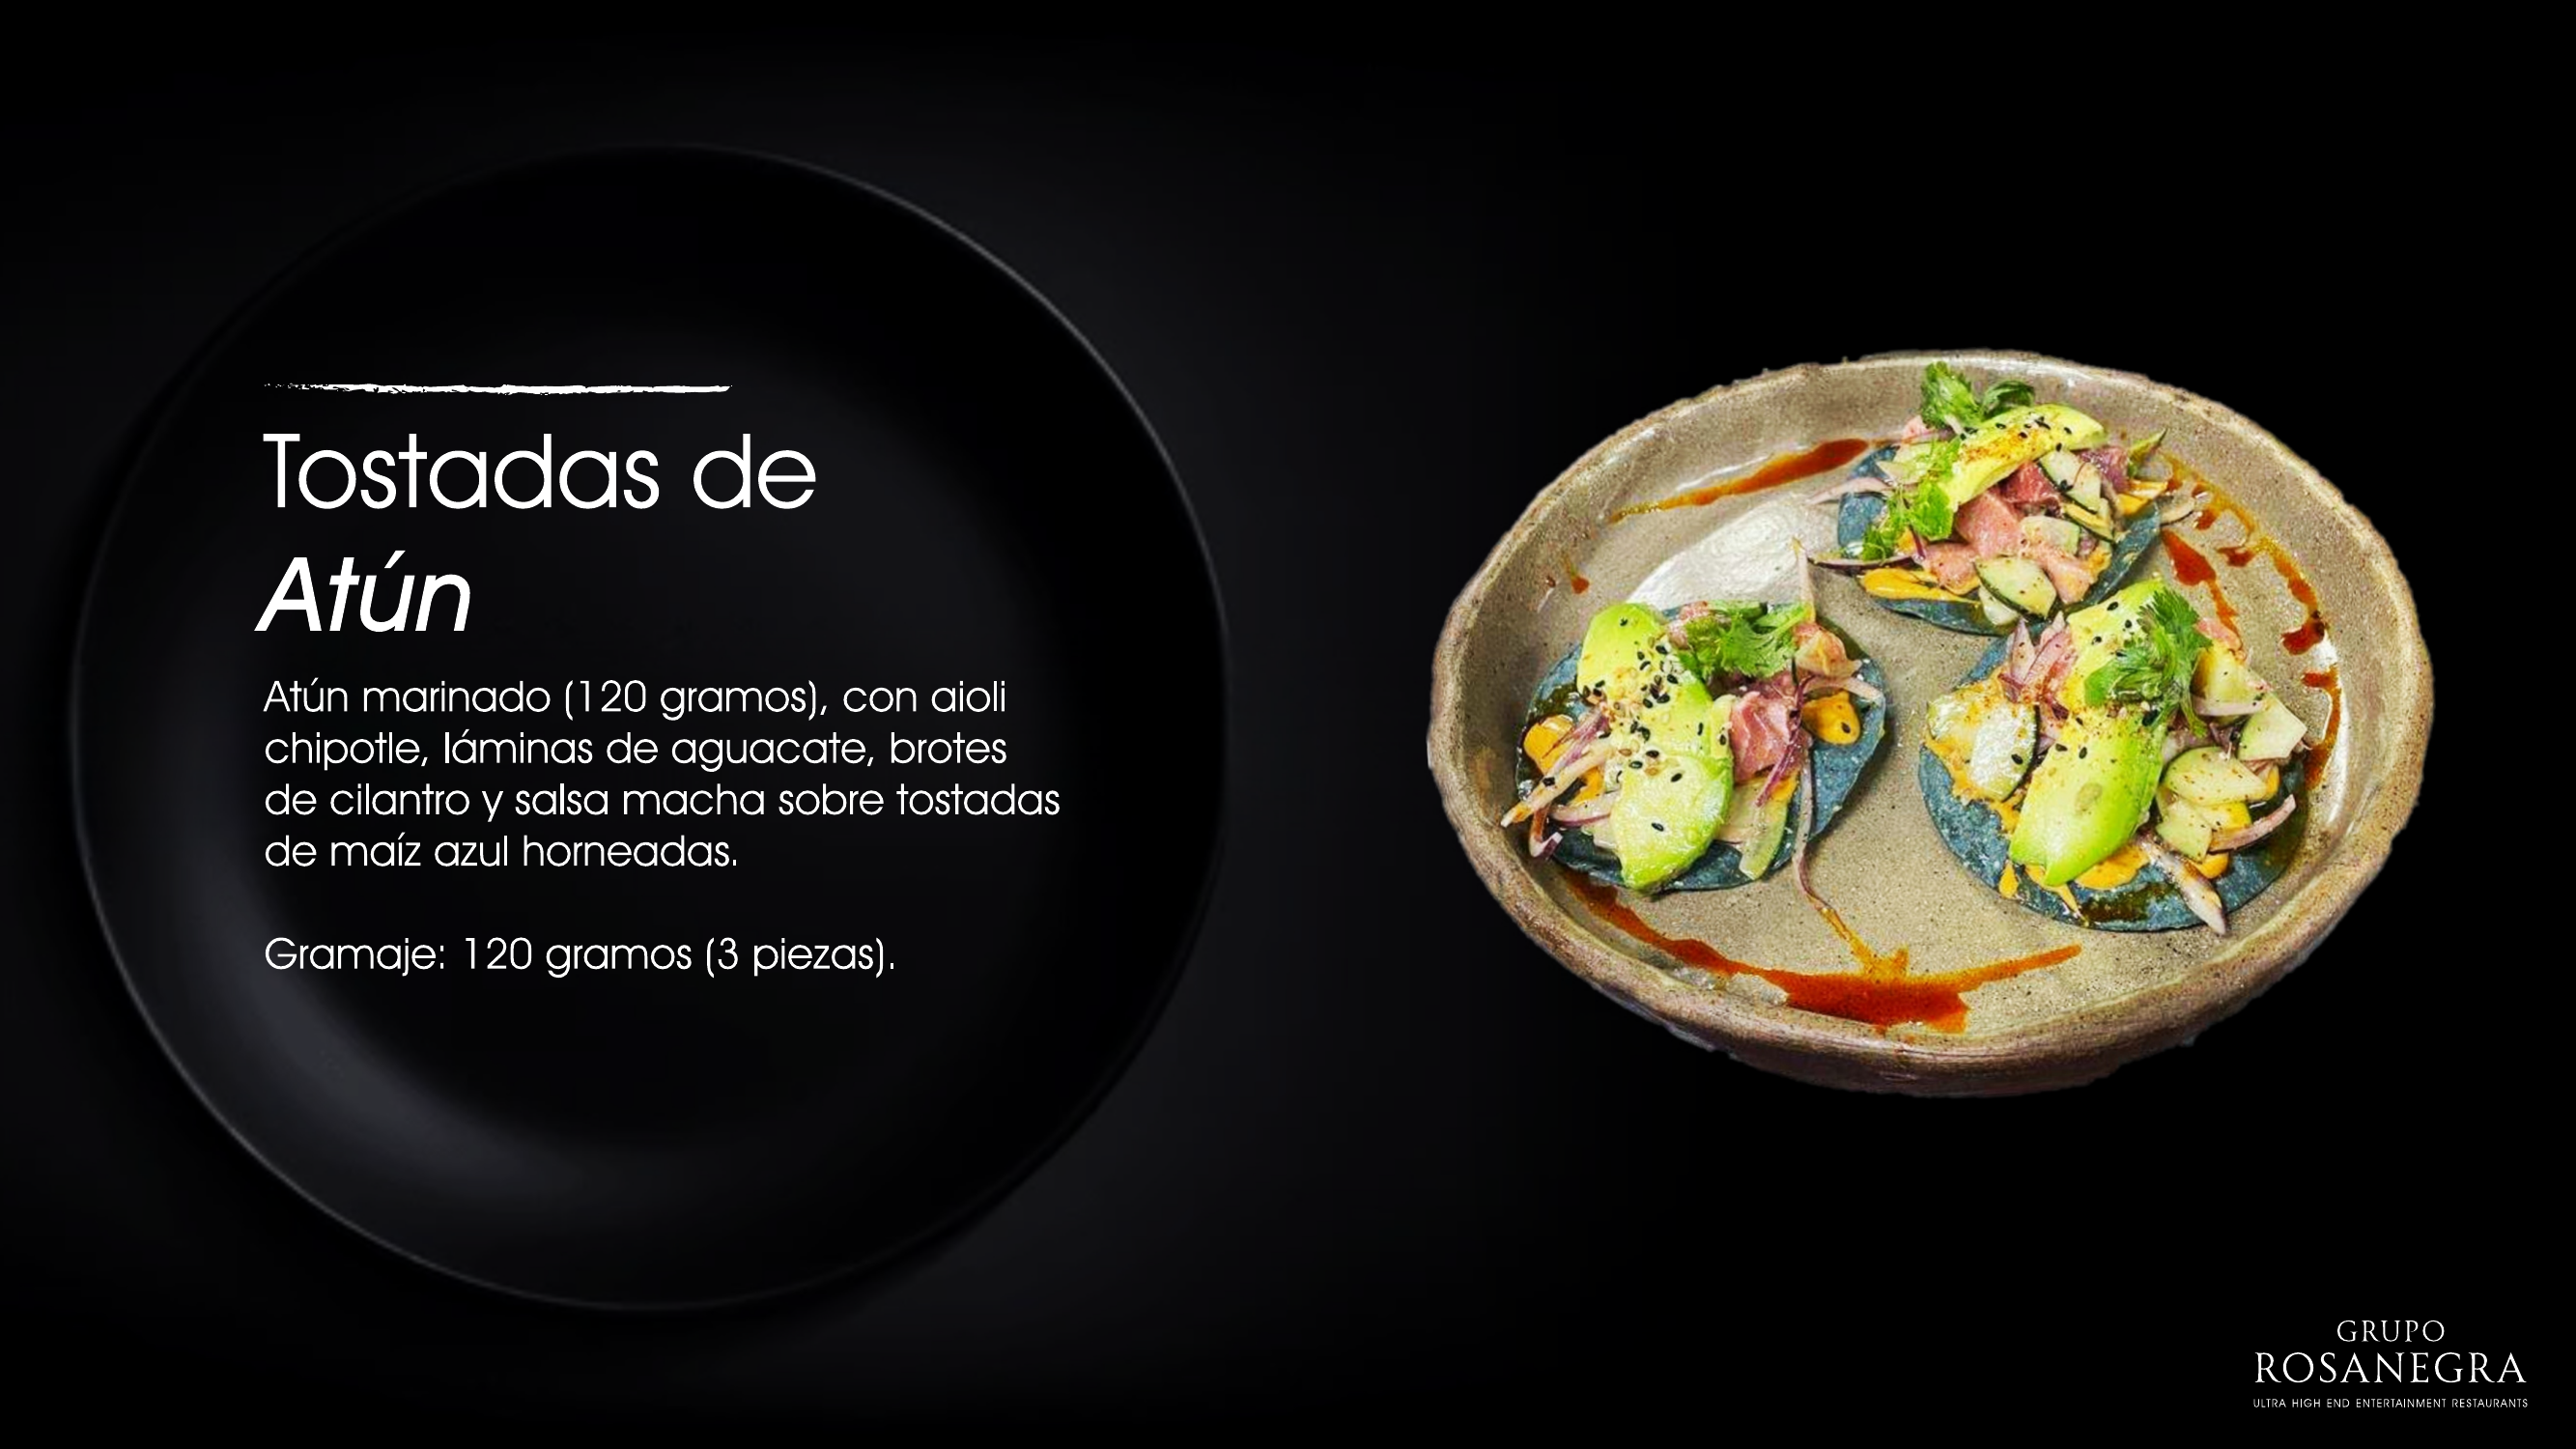 Tostadas de
Atún
Atún marinado (120 gramos), con aioli
chipotle, láminas de aguacate, brotes
de cilantro y salsa macha sobre tostadas
de maíz azul horneadas.
Gramaje: 120 gramos (3 piezas).
GRUPO
ROSANEGRA
ULTRA HIGH END ENTERTAINMENT RESTAURANTS